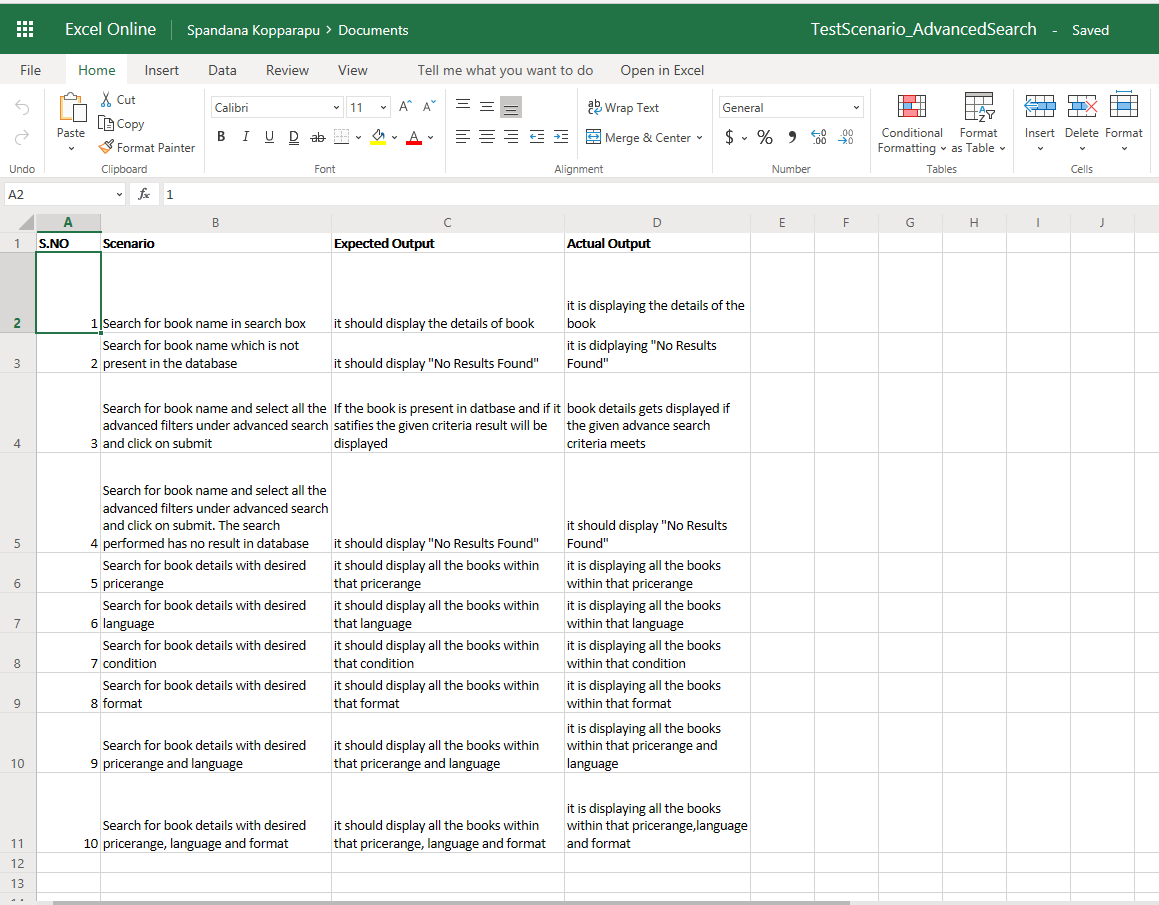 Excel Online Spandana Kopparapu > Documents TestScenario_AdvancedSearch - Saved
File Home Insert Data Review View Tell me what you want to do Open in Excel
Cut
Copy
Format Painter
Paste
Calibri 11 A A
B I U D ab A
Wrap Text
Merge & Center
General
$ % , .00 .00
Conditional Formatting
Format as Table
Insert Delete Format
Undo Clipboard Font Alignment Number Tables Cells
A2 fx 1
A B C D E F G H I J
1 S.NO Scenario Expected Output Actual Output
2 1 Search for book name in search box
it should display the details of book
it is displaying the details of the
book
3 2 Search for book name which is not
present in the database
it should display "No Results Found"
it is didplaying "No Results
Found"
4 3 Search for book name and select all the
advanced filters under advanced search
and click on submit
If the book is present in datbase and if it
satifies the given criteria result will be
displayed
book details gets displayed if
the given advance search
criteria meets
5 4 Search for book name and select all the
advanced filters under advanced search
and click on submit. The search
performed has no result in database
it should display "No Results Found"
it should display "No Results
Found"
6 5 Search for book details with desired
pricerange
it should display all the books within
that pricerange
it is displaying all the books
within that pricerange
7 6 Search for book details with desired
language
it should display all the books within
that language
it is displaying all the books
within that language
8 7 Search for book details with desired
condition
it should display all the books within
that condition
it is displaying all the books
within that condition
9 8 Search for book details with desired
format
it should display all the books within
that format
it is displaying all the books
within that format
10 9 Search for book details with desired
pricerange and language
it should display all the books within
that pricerange and language
it is displaying all the books
within that pricerange and
language
11 10 Search for book details with desired
pricerange, language and format
it should display all the books within
that pricerange, language and format
it is displaying all the books
within that pricerange,language
and format
12
13